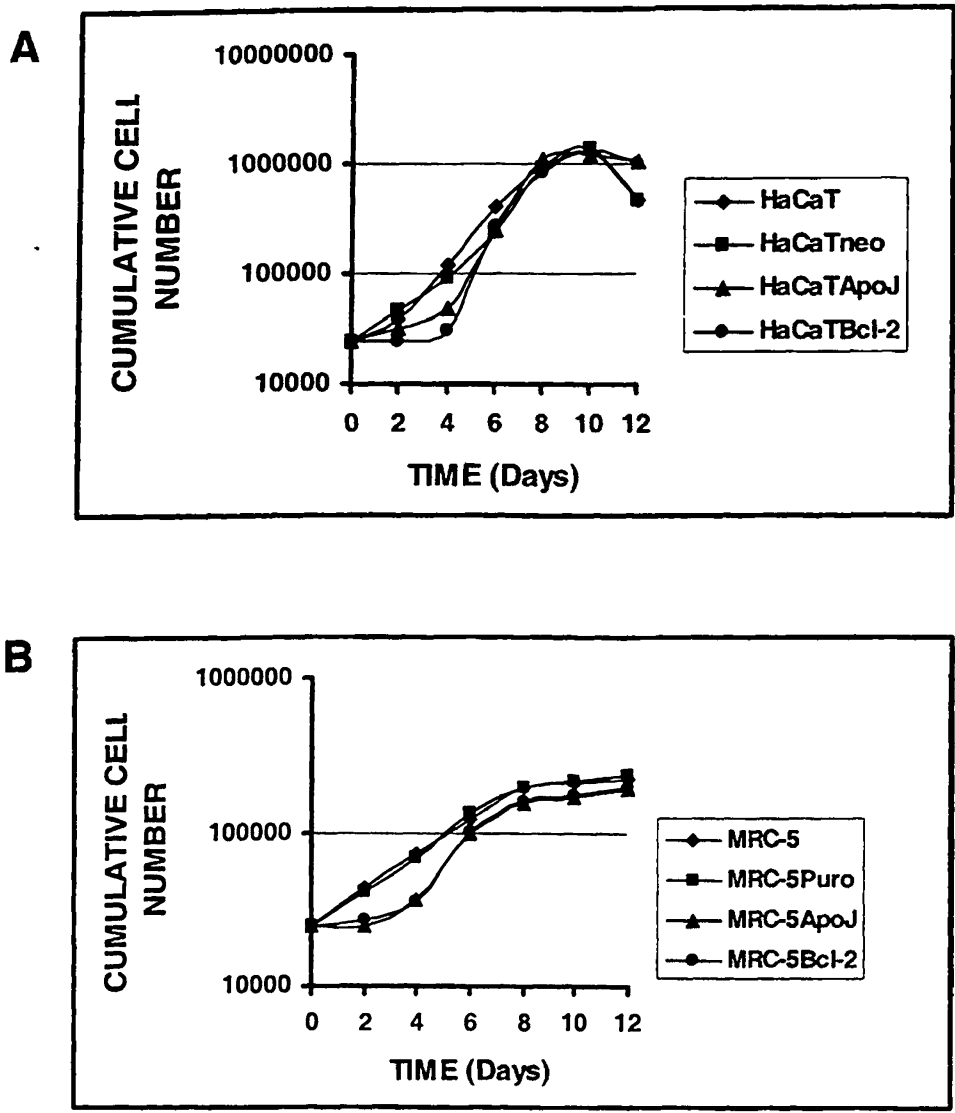 A
CUMULATIVE CELL
NUMBER
10000000
1000000
100000
10000
0 2 4 6 8 10 12
TIME (Days)
HaCaT
HaCaTneo
HaCaTApoJ
HaCaTBcl-2
B
CUMULATIVE CELL
NUMBER
1000000
100000
10000
0 2 4 6 8 10 12
TIME (Days)
MRC-5
MRC-5Puro
MRC-5ApoJ
MRC-5Bcl-2